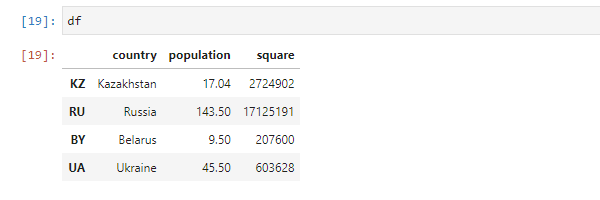 [19]: df
[19]: country population square
KZ Kazakhstan 17.04 2724902
RU Russia 143.50 17125191
BY Belarus 9.50 207600
UA Ukraine 45.50 603628